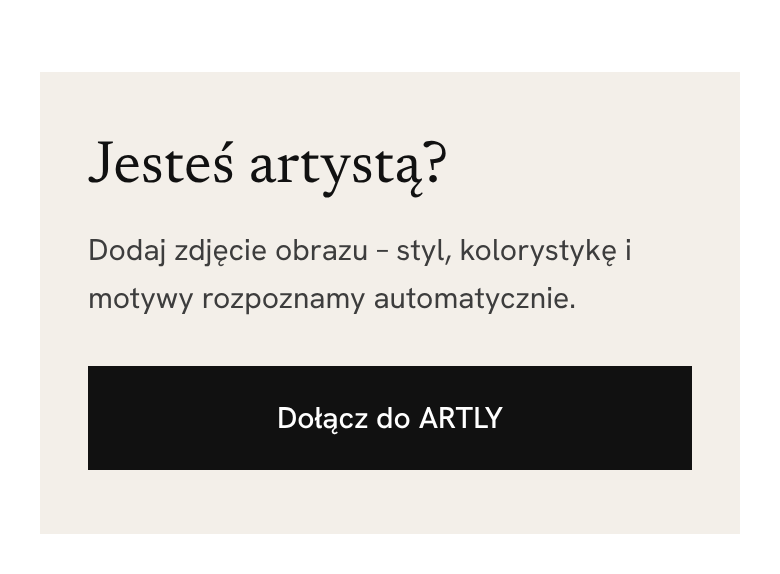 Jesteś artystą?
Dodaj zdjęcie obrazu – styl, kolorystykę i
motywy rozpoznamy automatycznie.
Dołącz do ARTLY